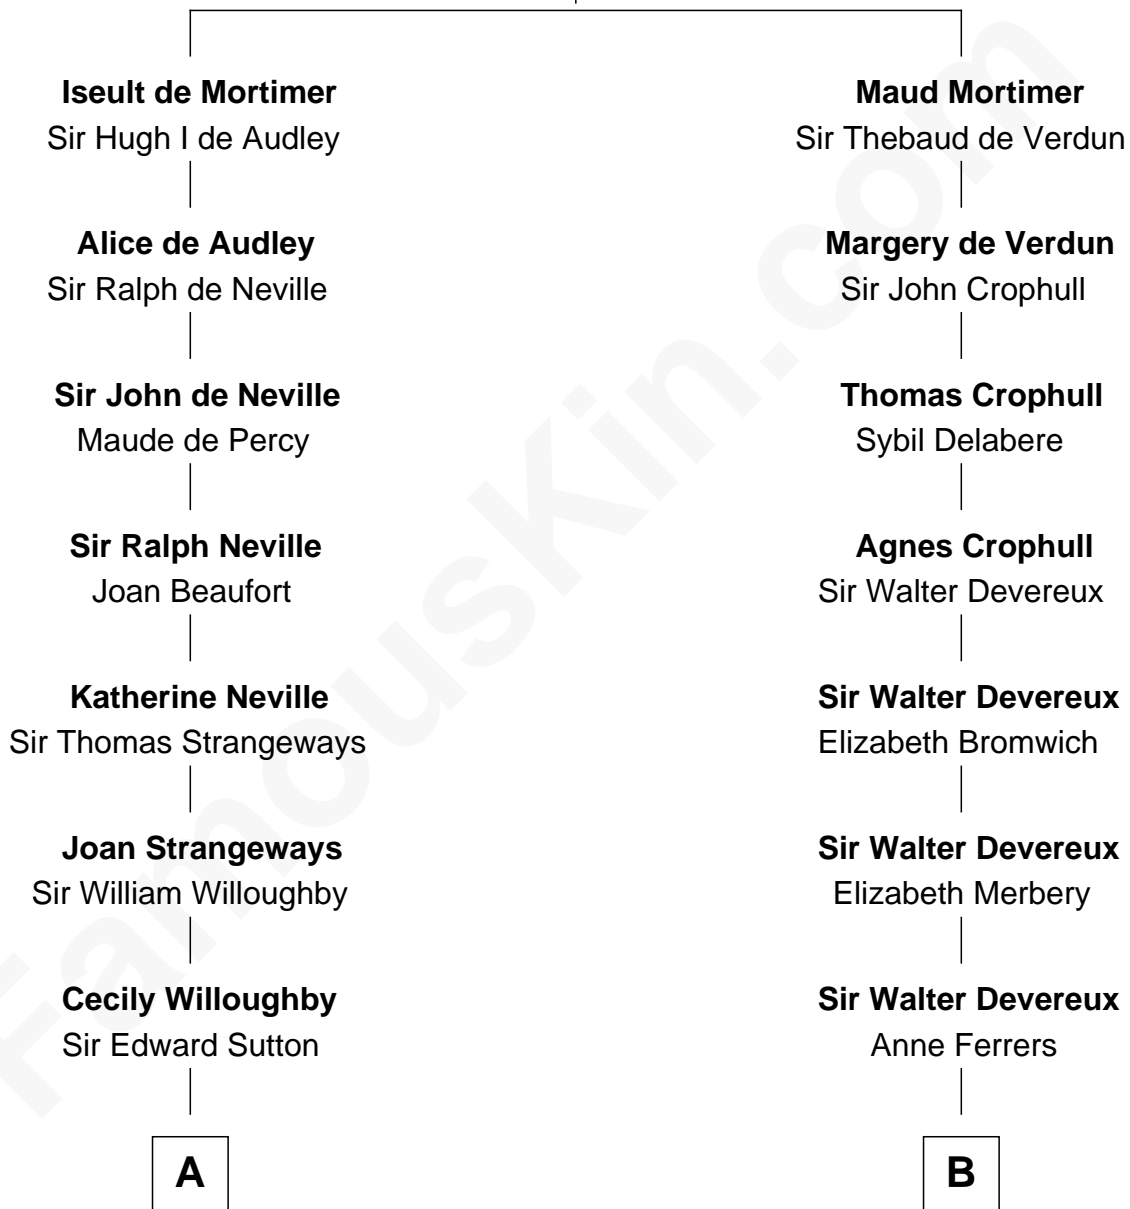 Iseult de Mortimer
Sir Hugh I de Audley
Maud Mortimer
Sir Thebaud de Verdun
Alice de Audley
Sir Ralph de Neville
Margery de Verdun
Sir John Crophull
Sir John de Neville
Maude de Percy
Thomas Crophull
Sybil Delabere
Sir Ralph Neville
Joan Beaufort
Agnes Crophull
Sir Walter Devereux
Katherine Neville
Sir Thomas Strangeways
Sir Walter Devereux
Elizabeth Bromwich
Joan Strangeways
Sir William Willoughby
Sir Walter Devereux
Elizabeth Merbery
Cecily Willoughby
Sir Edward Sutton
Sir Walter Devereux
Anne Ferrers
A
B
FamousKin.com